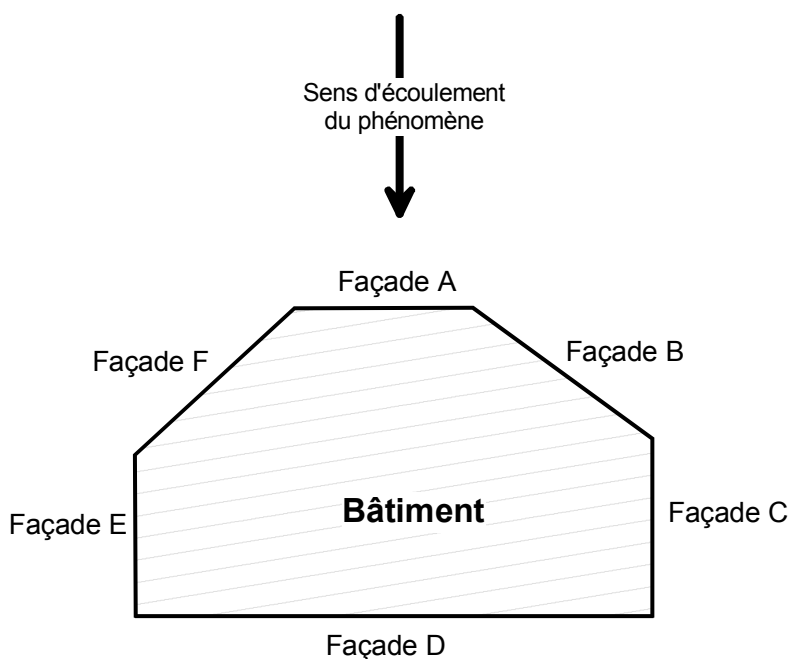 Sens d'écoulement
du phénomène
Façade A
Façade B
Façade F
Bâtiment
Façade C
Façade E
Façade D